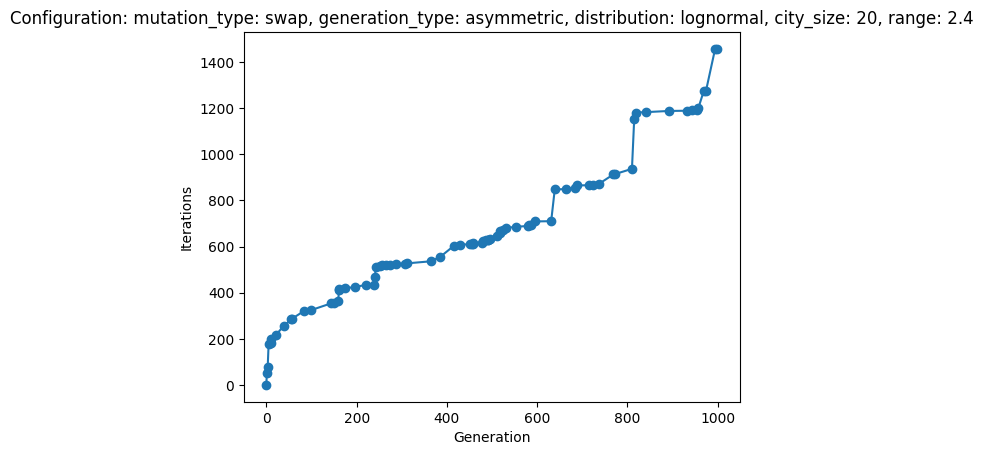 Configuration: mutation_type: swap, generation_type: asymmetric, distribution: lognormal, city_size: 20, range: 2.4
1400
1200
1000
800
600
400
200
0
Iterations
0 200 400 600 800 1000
Generation